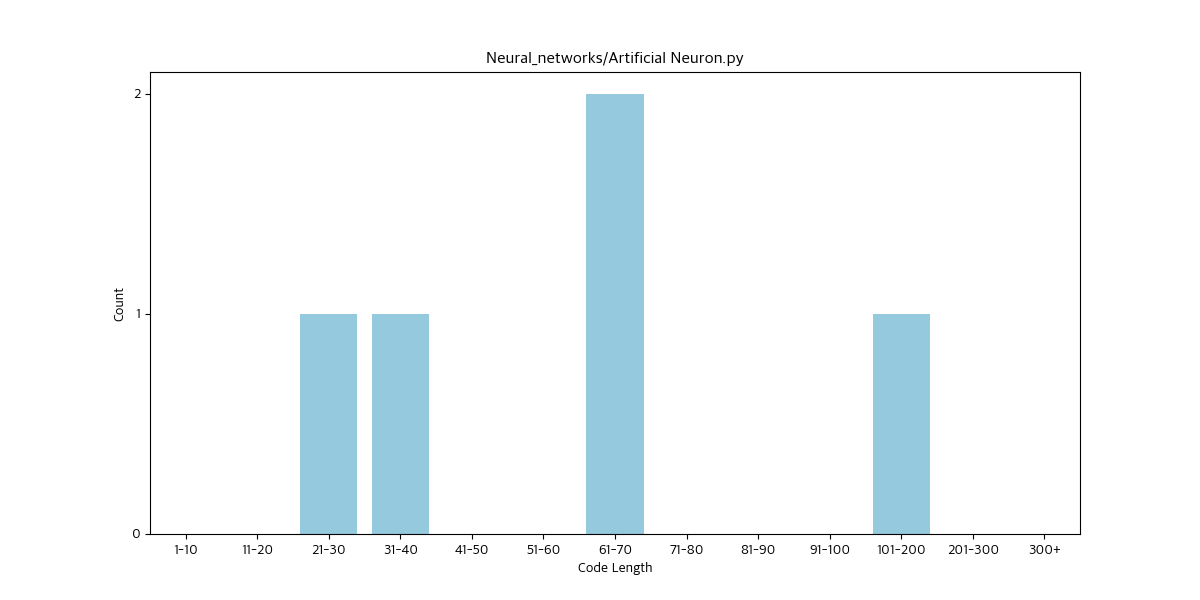 Neural_networks/Artificial Neuron.py
2
1
0
Count
1-10 11-20 21-30 31-40 41-50 51-60 61-70 71-80 81-90 91-100 101-200 201-300 300+
Code Length